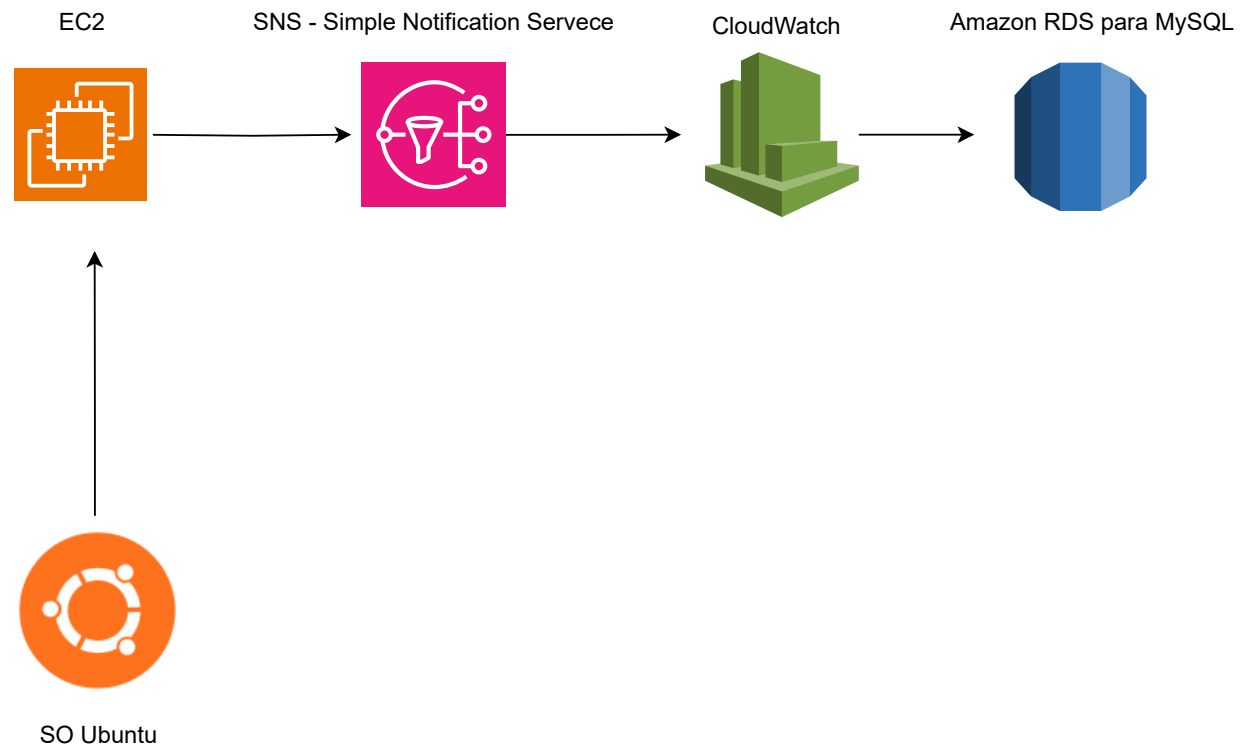 EC2
SNS - Simple Notification Servece
CloudWatch
Amazon RDS para MySQL
SO Ubuntu